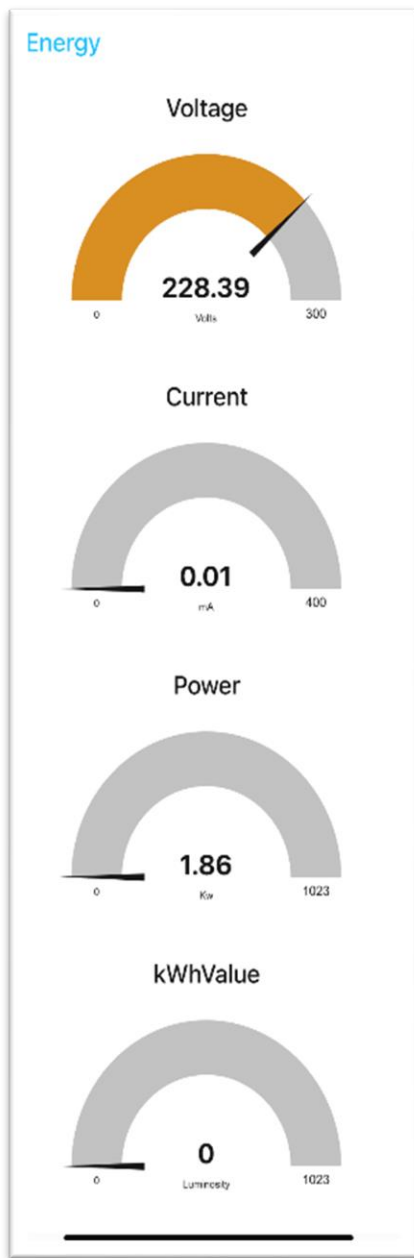 Energy
Voltage
228.39
Volts
0 300
Current
0.01
mA
0 400
Power
1.86
Kw
0 1023
kWhValue
0
Luminosity
0 1023